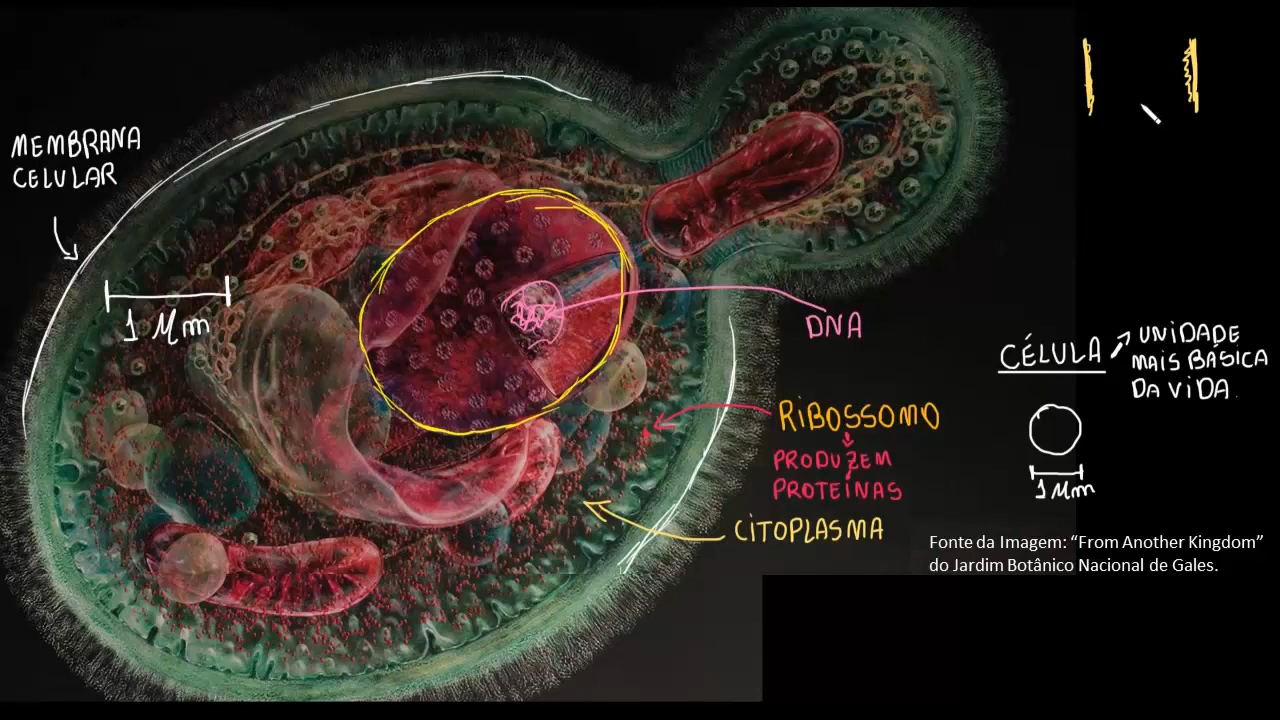 MEMBRANA
CELULAR
1 μm
DNA
RIBOSSOMO
PRODUZEM
PROTEÍNAS
CITOPLASMA
CÉLULA
UNIDADE
MAIS BÁSICA
DA VIDA.
1 μm
Fonte da Imagem: “From Another Kingdom”
do Jardim Botânico Nacional de Gales.